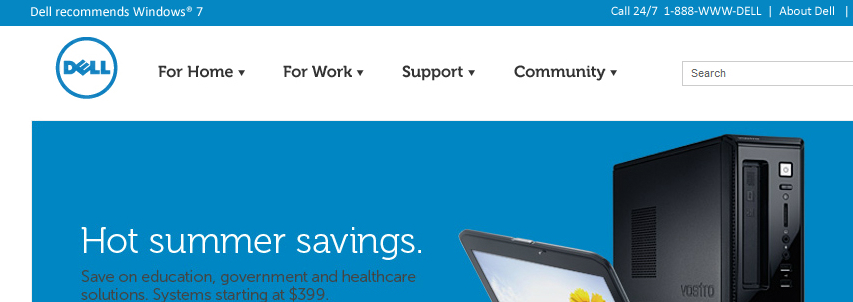 Dell recommends Windows® 7
Call 24/7 1-888-WWW-DELL | About Dell |
DELL
For Home ▾ For Work ▾ Support ▾ Community ▾
Search
Hot summer savings.
Save on education, government and healthcare
solutions. Systems starting at $399.